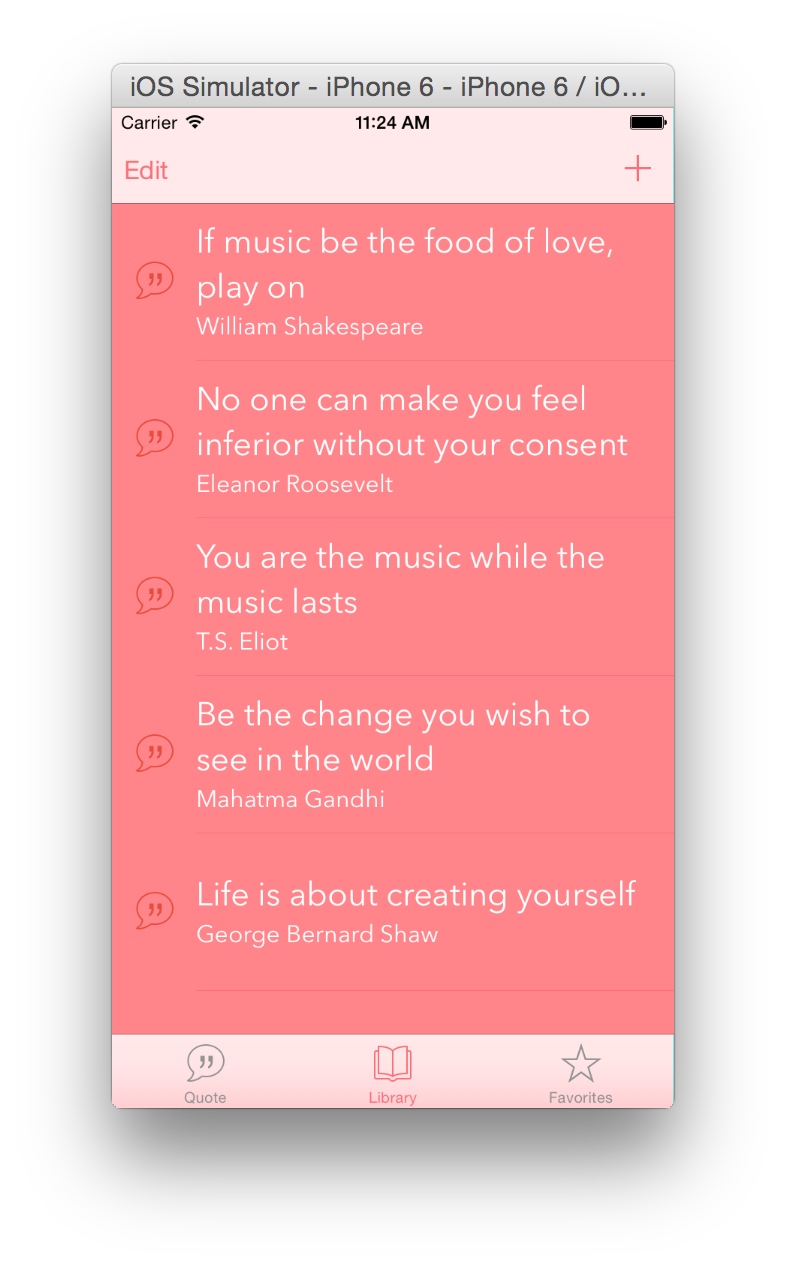 iOS Simulator - iPhone 6 - iPhone 6 / iO...
Carrier 11:24 AM
Edit +
If music be the food of love,
play on
William Shakespeare
No one can make you feel
inferior without your consent
Eleanor Roosevelt
You are the music while the
music lasts
T.S. Eliot
Be the change you wish to
see in the world
Mahatma Gandhi
Life is about creating yourself
George Bernard Shaw
Quote Library Favorites